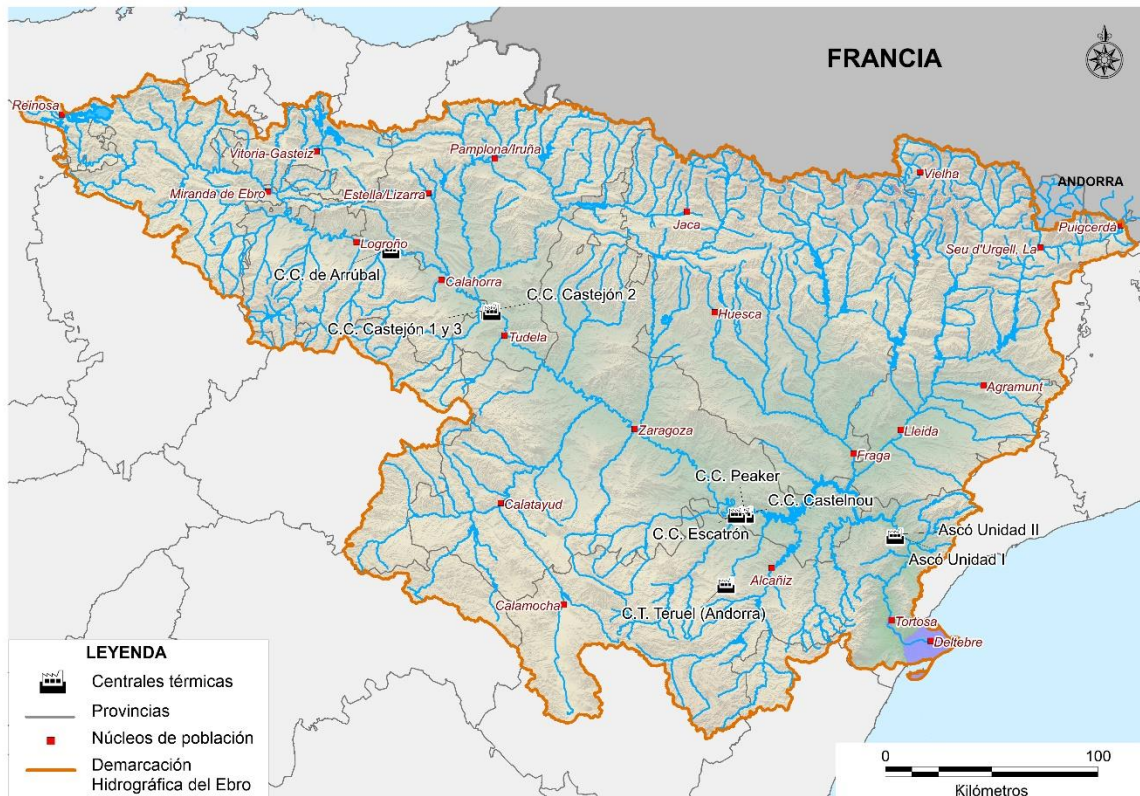 FRANCIA
Reinosa
Vitoria-Gasteiz
Pamplona/Iruña
Vielha
ANDORRA
Miranda de Ebro
Estella/Lizarra
Jaca
Puigcerdá
Seu d'Urgell, La
Logroño
C.C. de Arrúbal
Calahorra
C.C. Castejón 2
C.C. Castejón 1 y 3
Huesca
Tudela
Agramunt
Zaragoza
Lleida
Fraga
C.C. Peaker
C.C. Castelnou
Calatayud
C.C. Escatrón
Ascó Unidad II
Ascó Unidad I
Alcañiz
C.T. Teruel (Andorra)
Calamocha
Tortosa
Deltebre
LEYENDA
Centrales térmicas
Provincias
Núcleos de población
Demarcación
Hidrográfica del Ebro
0 100
Kilómetros